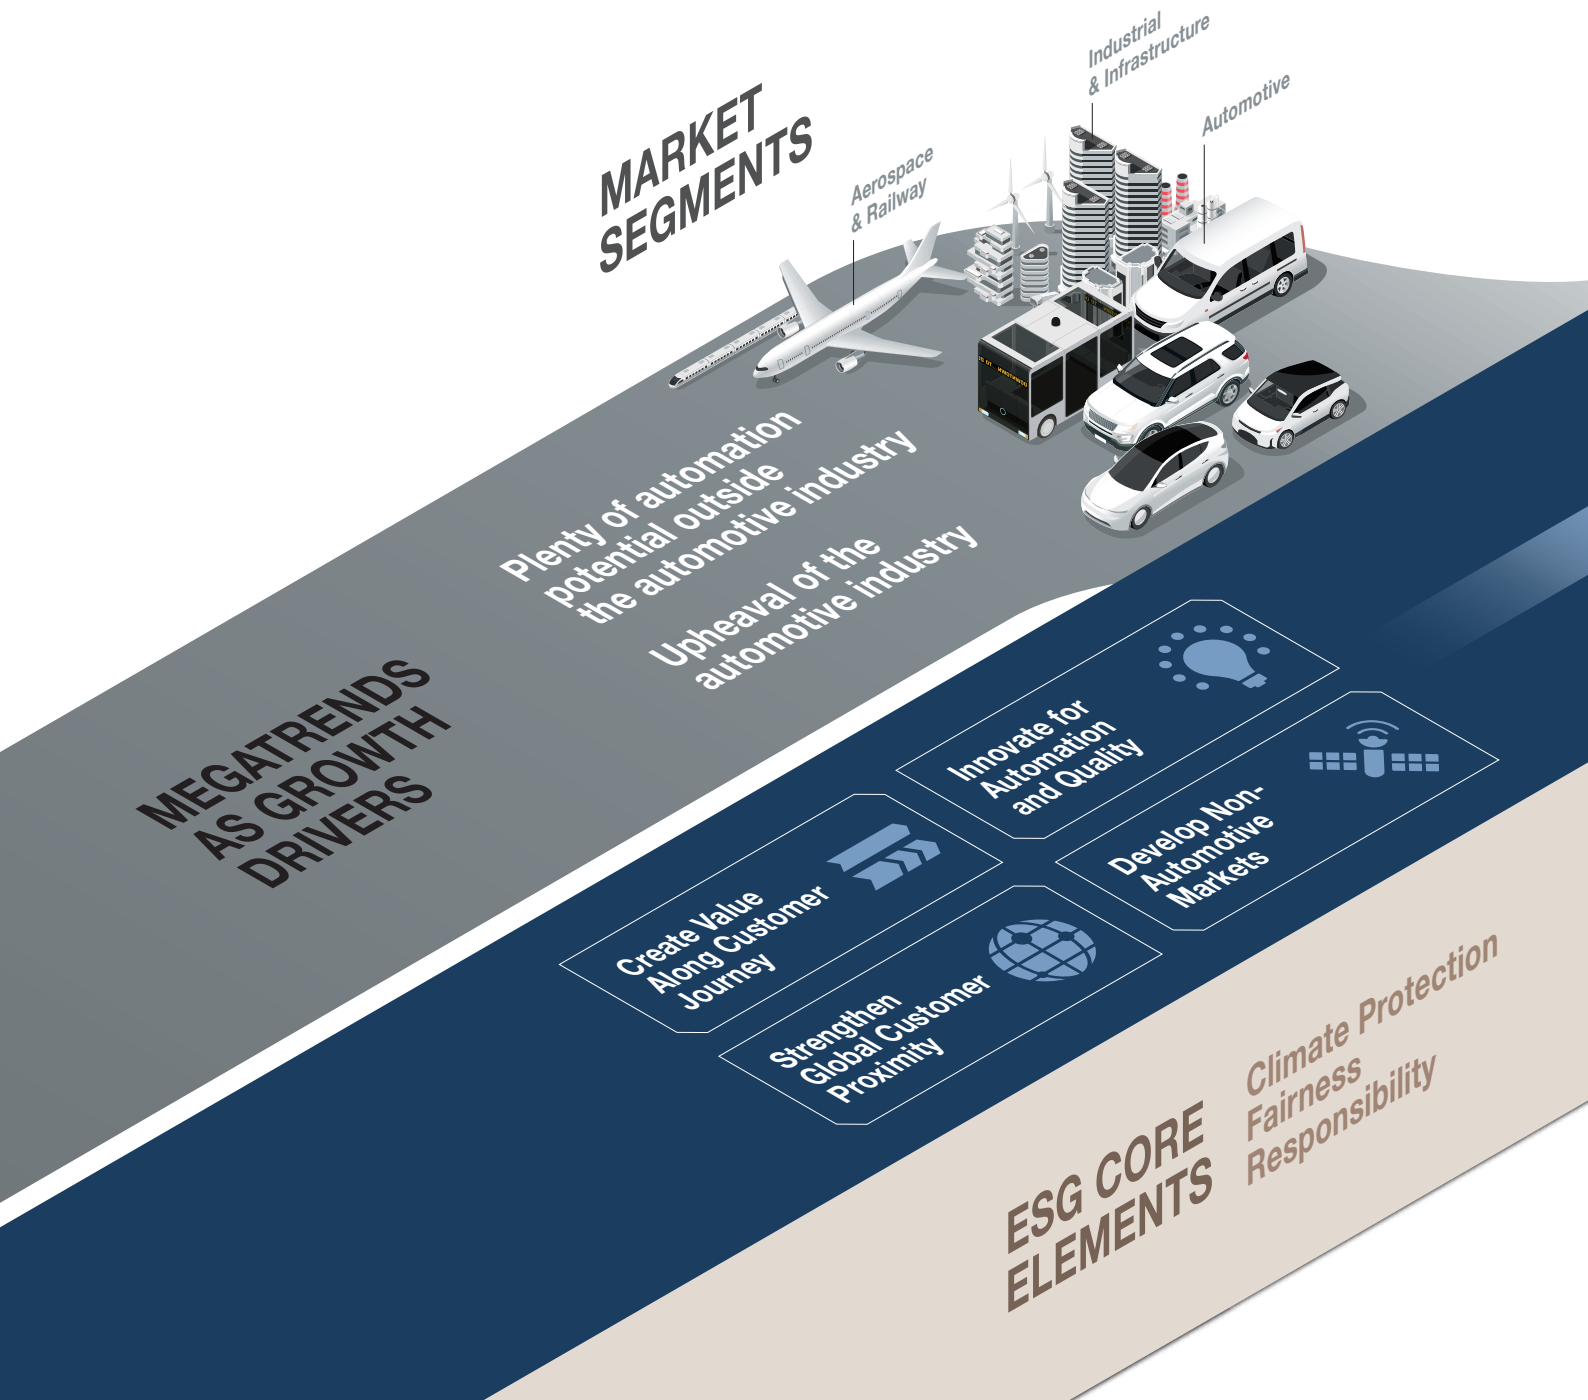 MARKET
SEGMENTS
Aerospace
& Railway
Industrial
& Infrastructure
Automotive
Plenty of automation
potential outside
the automotive industry
Upheaval of the
automotive industry
MEGATRENDS
AS GROWTH
DRIVERS
Innovate for
Automation
and Quality
Develop Non-
Automotive
Markets
Create Value
Along Customer
Journey
Strengthen
Global Customer
Proximity
ESG CORE
ELEMENTS
Climate Protection
Fairness
Responsibility